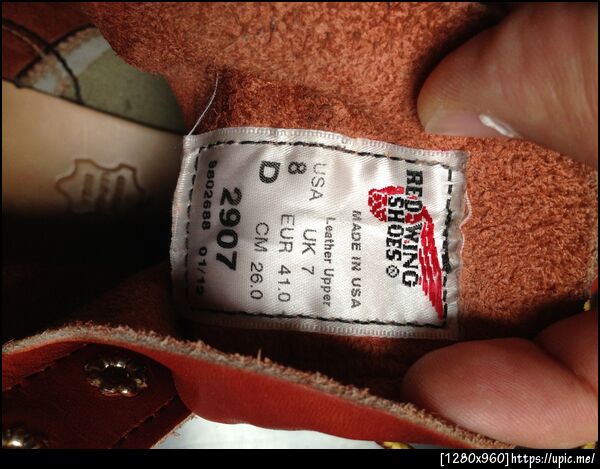 RED WING
SHOES®
MADE IN USA
Leather Upper
USA UK 7 EUR 41.0 CM 26.0
8
D
2907
9802688 01/12
[1280x960]https://upic.me/